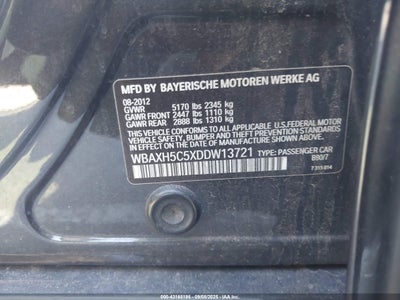 MFD BY BAYERISCHE MOTOREN WERKE AG
08-2012
GVWR 5170 lbs 2345 kg
GAWR FRONT 2447 lbs 1110 kg
GAWR REAR 2888 lbs 1310 kg
THIS VEHICLE CONFORMS TO ALL APPLICABLE U.S.FEDERAL MOTOR
VEHICLE SAFETY, BUMPER AND THEFT PREVENTION STANDARDS
IN EFFECT ON THE DATE OF MANUFACTURE SHOWN ABOVE.
WBAXH5C5XDDW13721 TYPE: PASSENGER CAR
B90/7
7 315 014